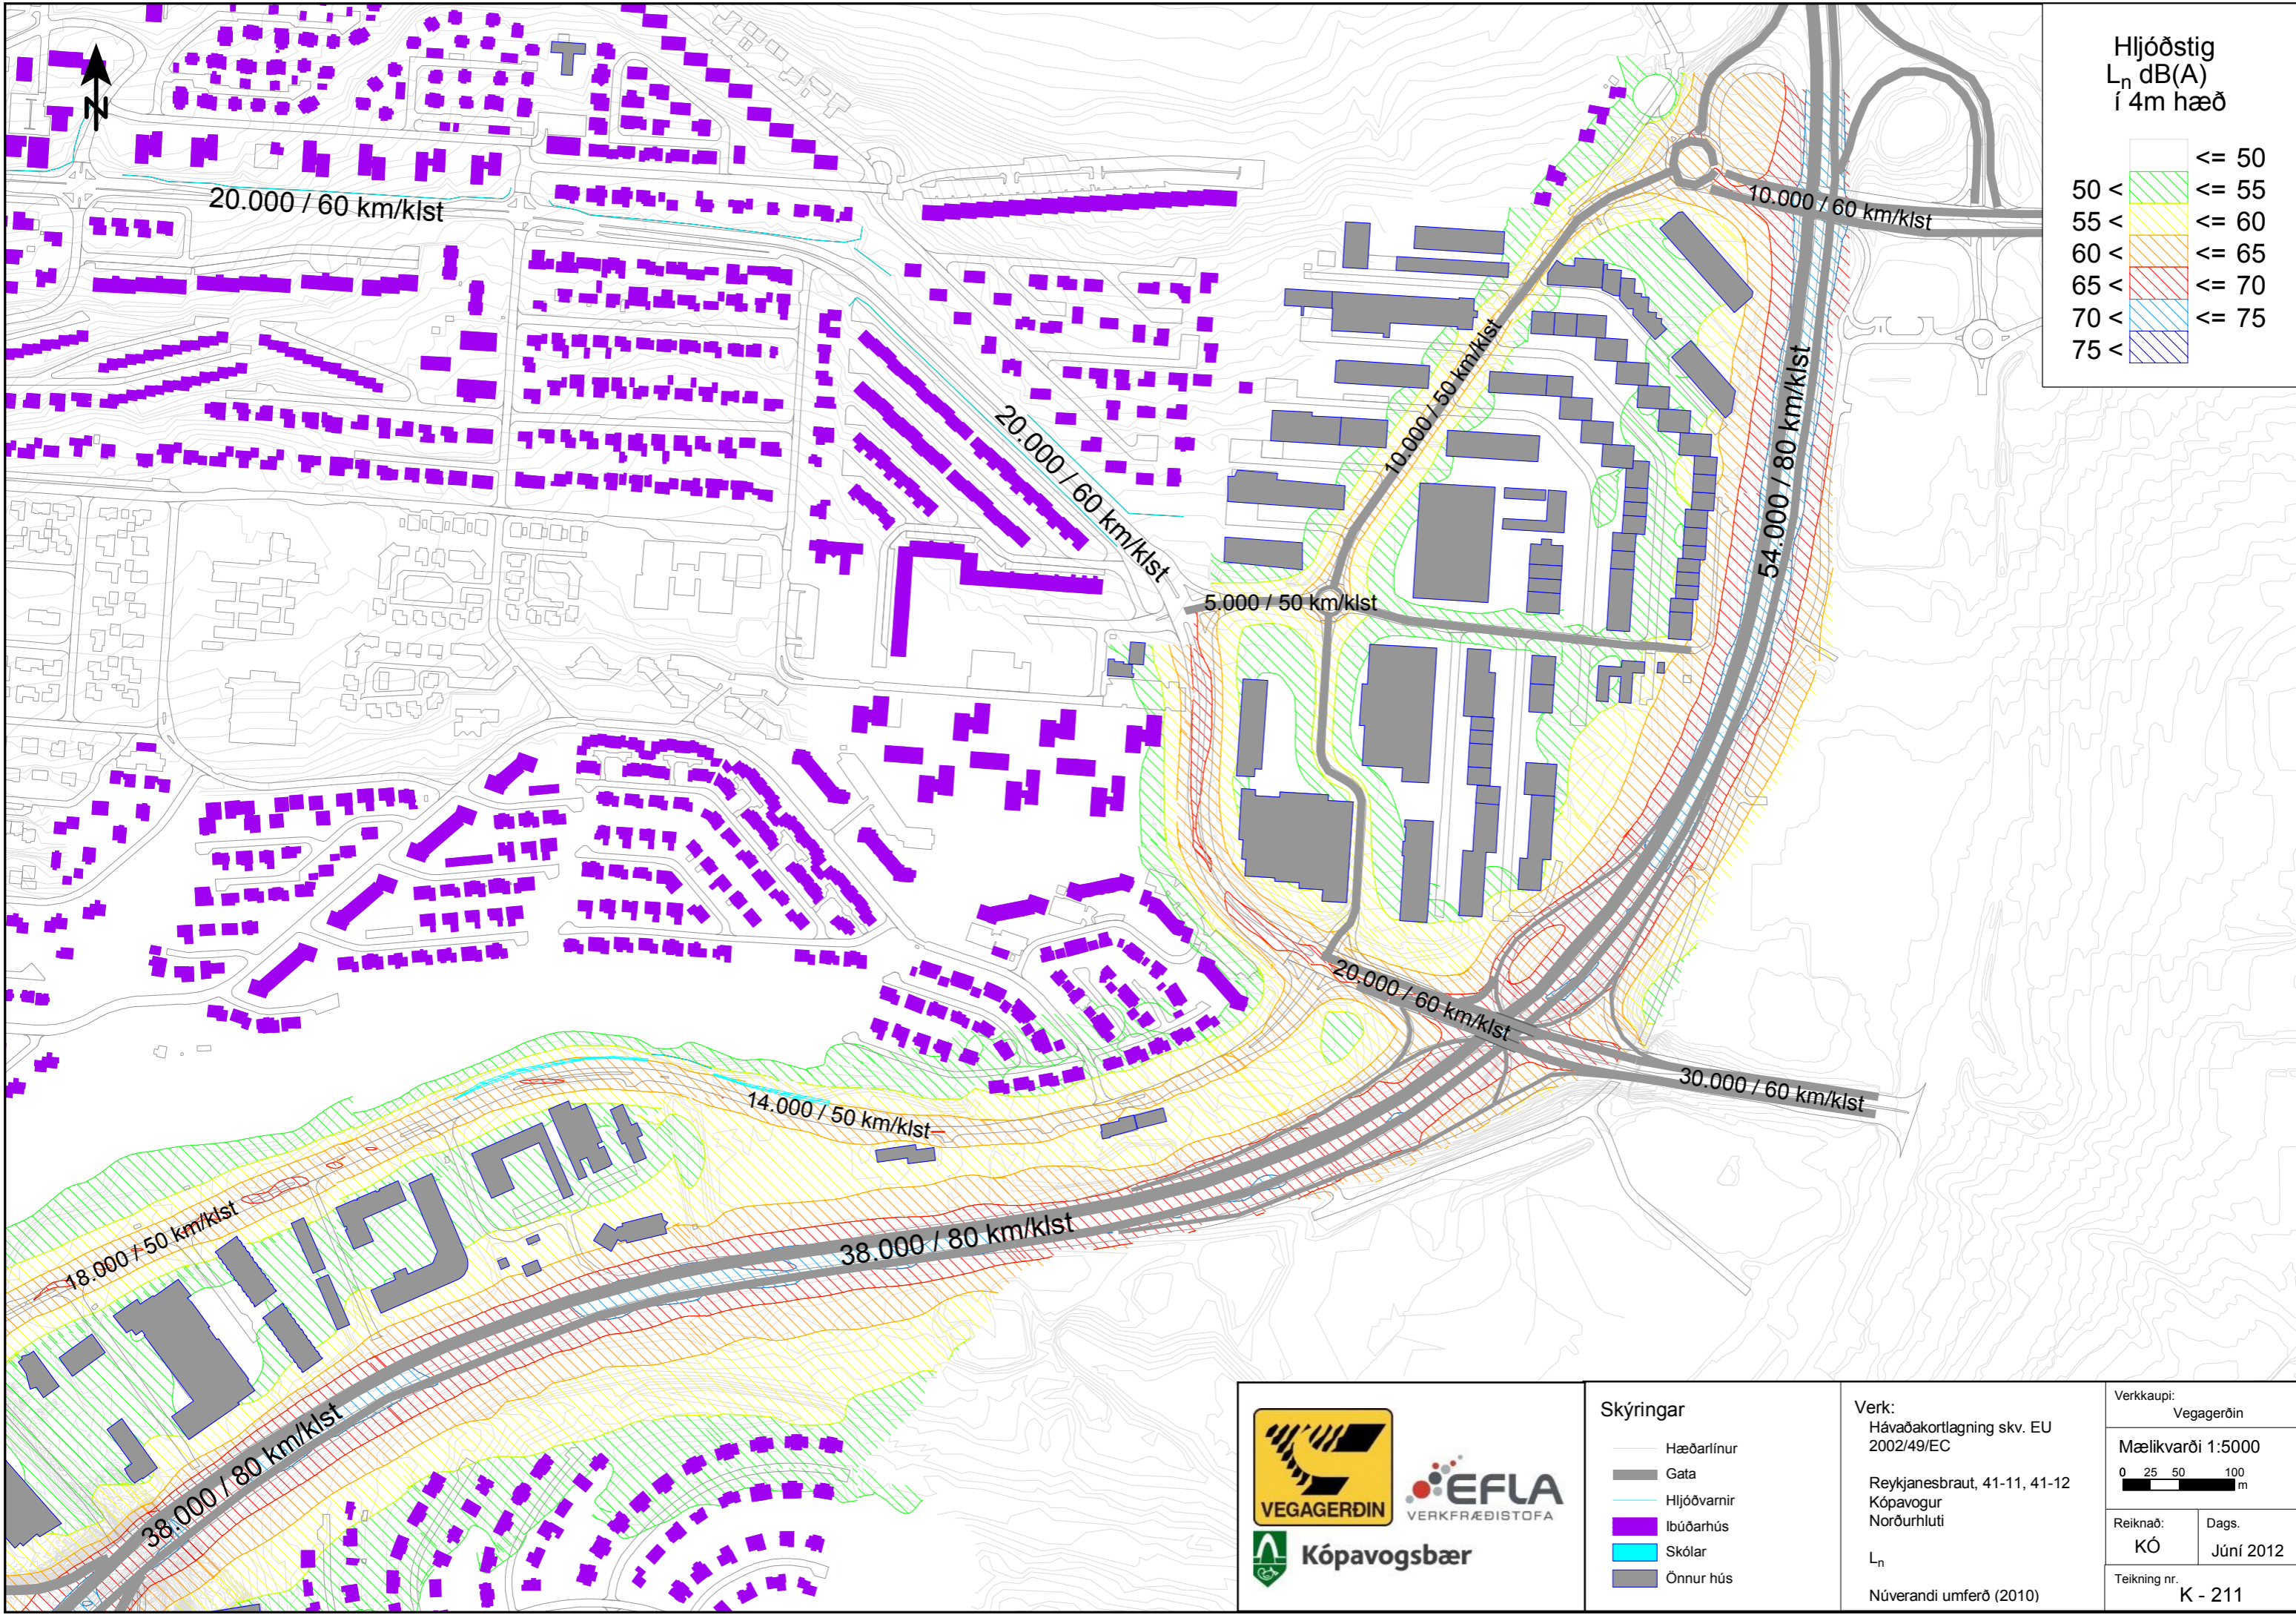 Hljóðstig
Ln dB(A)
í 4m hæð
<= 50
50 < <= 55
55 < <= 60
60 < <= 65
65 < <= 70
70 < <= 75
75 <
N
20.000 / 60 km/klst
10.000 / 60 km/klst
10.000 / 50 km/klst
54.000 / 80 km/klst
20.000 / 60 km/klst
5.000 / 50 km/klst
20.000 / 60 km/klst
30.000 / 60 km/klst
14.000 / 50 km/klst
18.000 / 50 km/klst
38.000 / 80 km/klst
38.000 / 80 km/klst
VEGAGERÐIN
EFLA
VERKFRÆÐISTOFA
Kópavogsbær
Skýringar
Hæðarlínur
Gata
Hljóðvarnir
Ibúðarhús
Skólar
Önnur hús
Verk:
Hávaðakortlagning skv. EU
2002/49/EC
Reykjanesbraut, 41-11, 41-12
Kópavogur
Norðurhluti
Ln
Núverandi umferð (2010)
Verkkaupi:
Vegagerðin
Mælikvarði 1:5000
0 25 50 100
m
Reiknað:
KÓ
Dags.
Júní 2012
Teikning nr.
K - 211